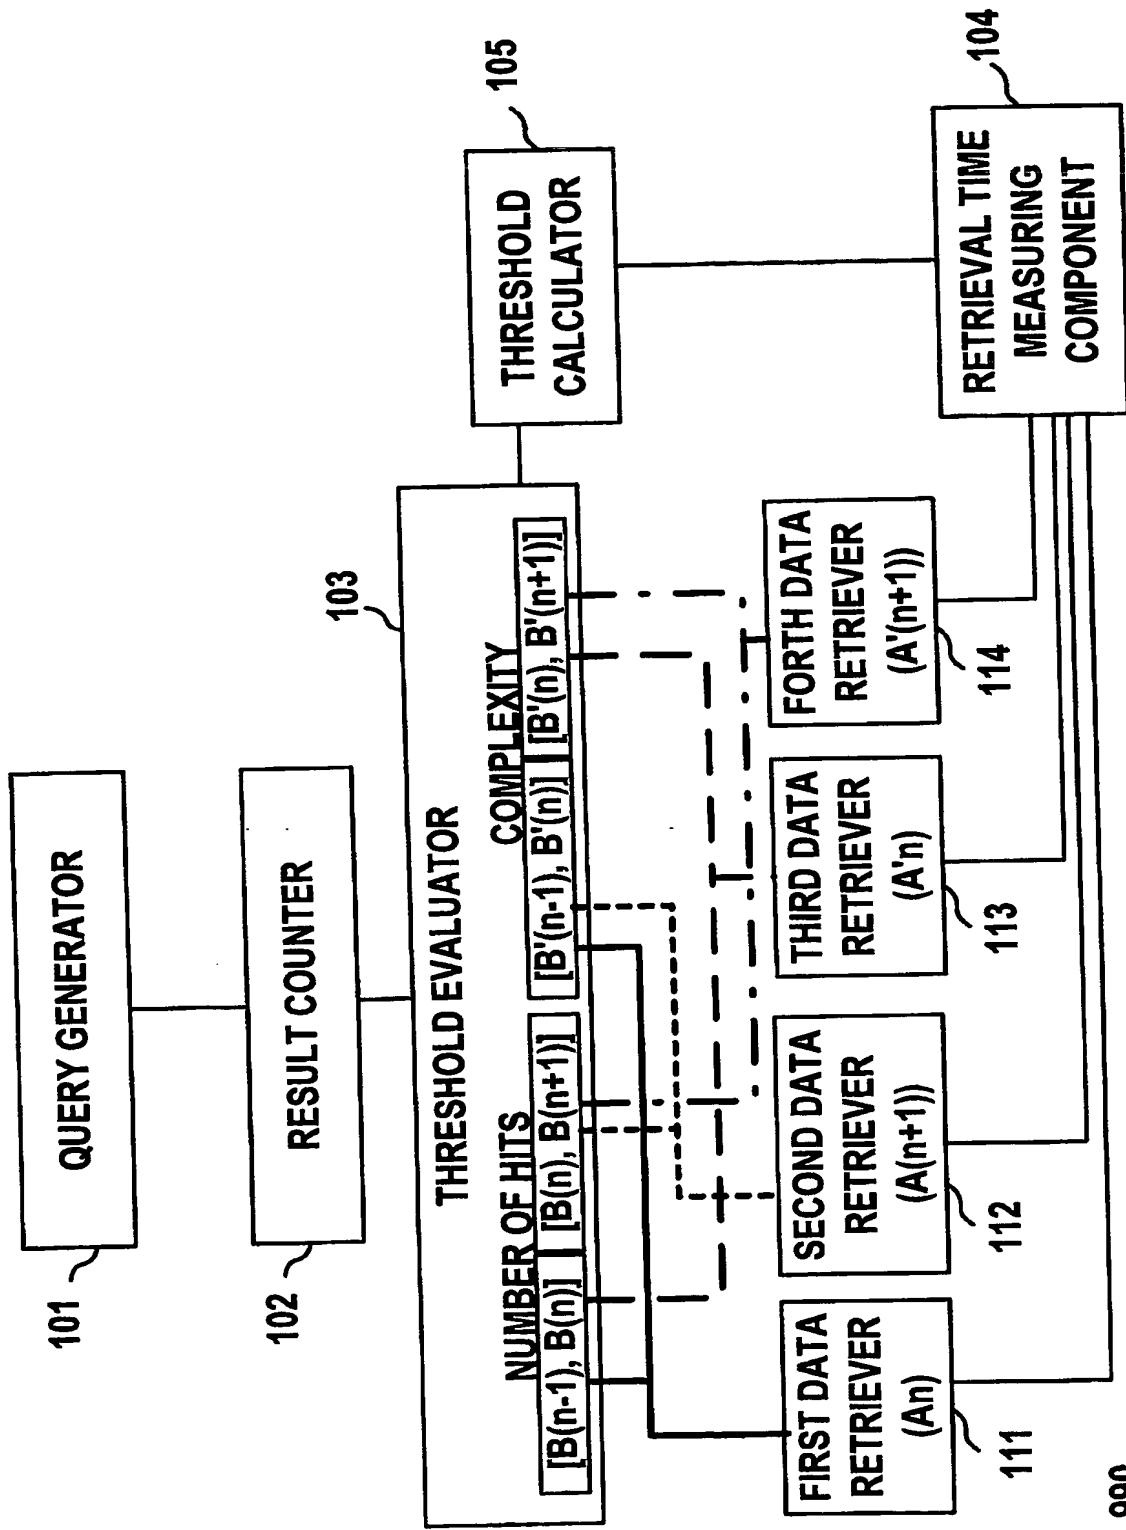 QUERY GENERATOR
101
RESULT COUNTER
102
103
THRESHOLD EVALUATOR
NUMBER OF HITS
COMPLEXITY
[B(n-1), B(n)]
[B(n), B(n+1)]
[B'(n-1), B'(n)]
[B'(n), B'(n+1)]
THRESHOLD
CALCULATOR
105
FIRST DATA
RETRIEVER
(An)
111
SECOND DATA
RETRIEVER
(A(n+1))
112
THIRD DATA
RETRIEVER
(A'n)
113
FORTH DATA
RETRIEVER
(A'(n+1))
114
RETRIEVAL TIME
MEASURING
COMPONENT
104